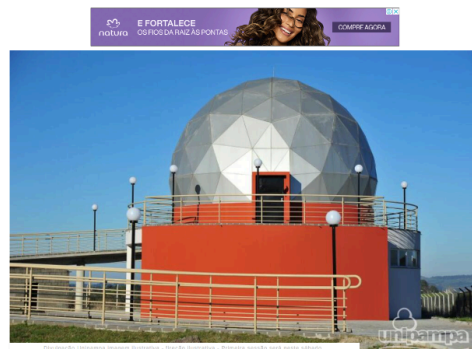 natura
E FORTALECE
OS FIOS DA RAIZ ÀS PONTAS
COMPRE AGORA
unipampa